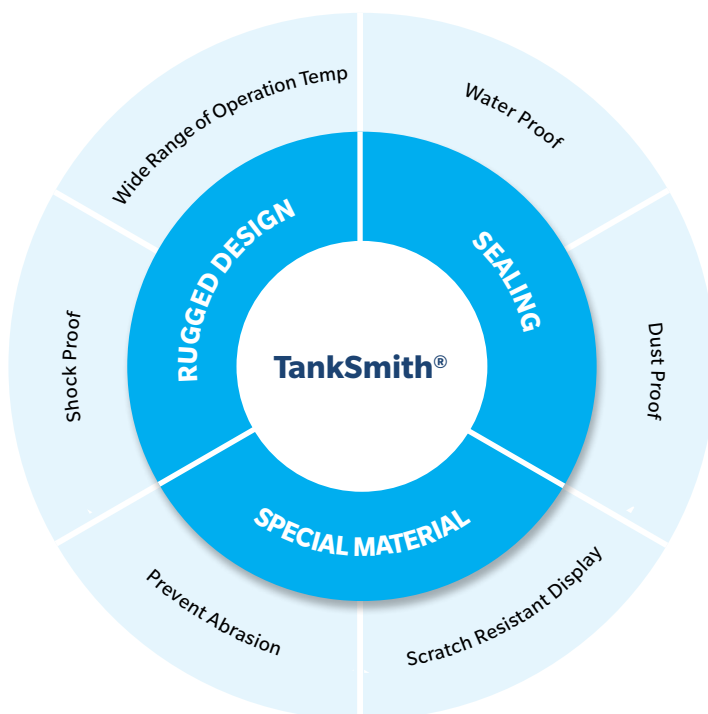 Wide Range of Operation Temp
Water Proof
RUGGED DESIGN
SEALING
Shock Proof
TankSmith®
Dust Proof
SPECIAL MATERIAL
Prevent Abrasion
Scratch Resistant Display